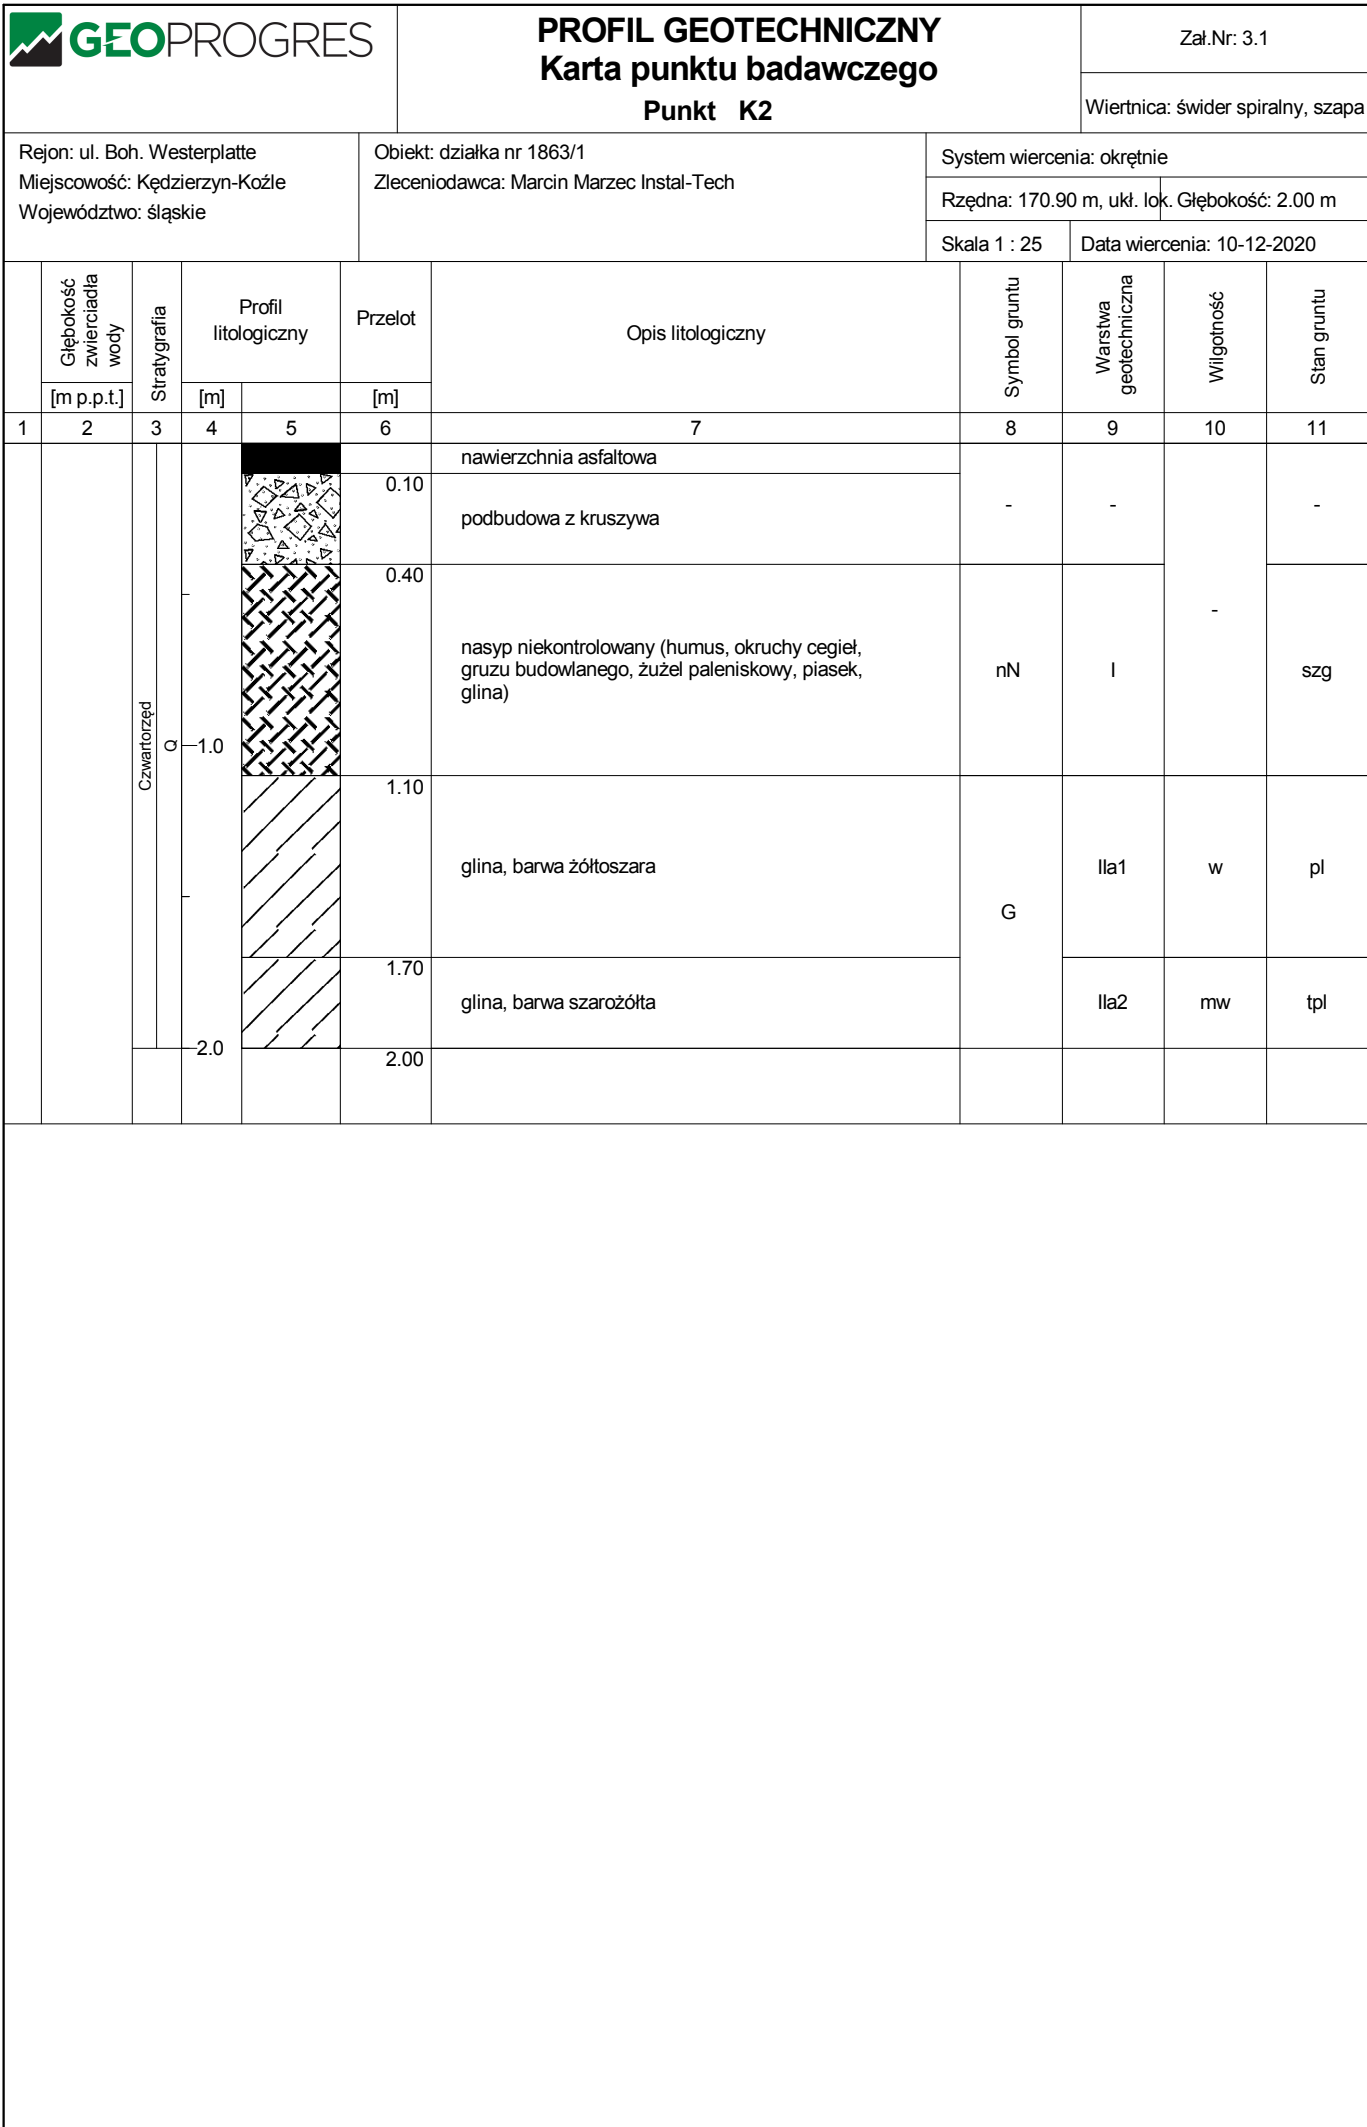 GEOPROGRES
PROFIL GEOTECHNICZNY
Karta punktu badawczego
Punkt K2
Zał.Nr: 3.1
Wiertnica: świder spiralny, szapa
Rejon: ul. Boh. Westerplatte
Miejscowość: Kędzierzyn-Koźle
Województwo: śląskie
Obiekt: działka nr 1863/1
Zleceniodawca: Marcin Marzec Instal-Tech
System wiercenia: okrętnie
Rzędna: 170.90 m, ukł. lok. Głębokość: 2.00 m
Skala 1 : 25 Data wiercenia: 10-12-2020
Głębokość
zwierciadła
wody
[m p.p.t.]
Stratygrafia
Profil
litologiczny
[m]
Przelot
[m]
Opis litologiczny
Symbol gruntu
Warstwa
geotechniczna
Wilgotność
Stan gruntu
1 2 3 4 5 6 7 8 9 10 11
nawierzchnia asfaltowa
0.10
podbudowa z kruszywa
- - -
0.40
-
nasyp niekontrolowany (humus, okruchy cegieł,
gruzu budowlanego, żużel paleniskowy, piasek,
glina)
nN I szg
Czwartorzęd
Q
1.0
1.10
glina, barwa żółtoszara
IIa1 w pl
G
1.70
glina, barwa szarożółta
IIa2 mw tpl
2.0
2.00